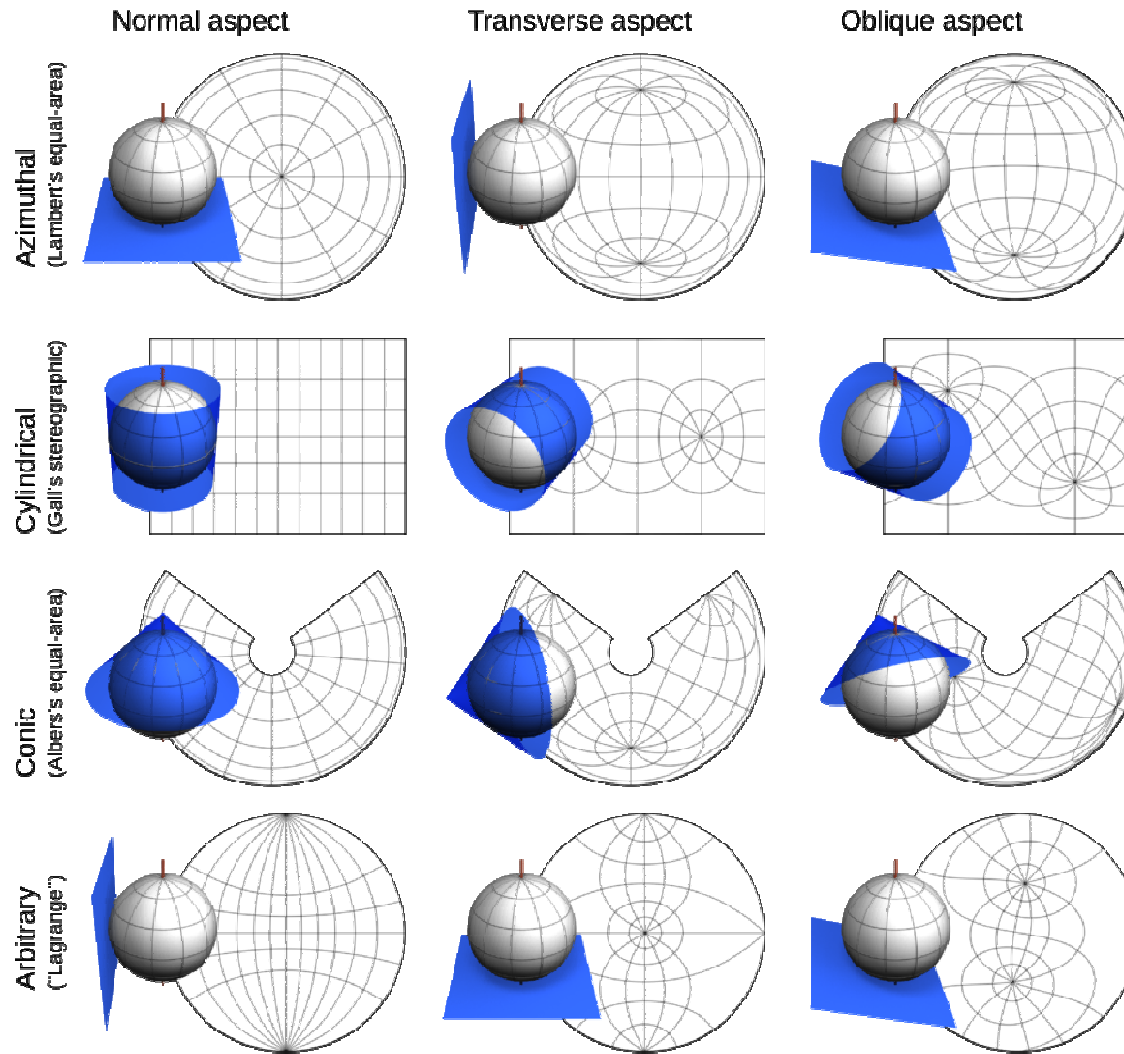 Normal aspect
Transverse aspect
Oblique aspect
Azimuthal
(Lambert's equal-area)
Cylindrical
(Gall's stereographic)
Conic
(Albers's equal-area)
Arbitrary
("Lagrange")